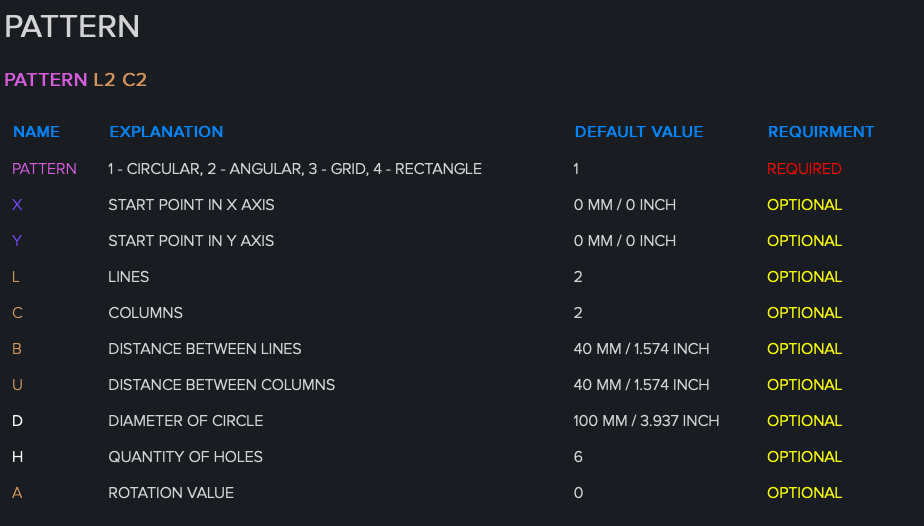 PATTERN
PATTERN L2 C2
NAME EXPLANATION DEFAULT VALUE REQUIRMENT
PATTERN 1 - CIRCULAR, 2 - ANGULAR, 3 - GRID, 4 - RECTANGLE 1 REQUIRED
X START POINT IN X AXIS 0 MM / 0 INCH OPTIONAL
Y START POINT IN Y AXIS 0 MM / 0 INCH OPTIONAL
L LINES 2 OPTIONAL
C COLUMNS 2 OPTIONAL
B DISTANCE BETWEEN LINES 40 MM / 1.574 INCH OPTIONAL
U DISTANCE BETWEEN COLUMNS 40 MM / 1.574 INCH OPTIONAL
D DIAMETER OF CIRCLE 100 MM / 3.937 INCH OPTIONAL
H QUANTITY OF HOLES 6 OPTIONAL
A ROTATION VALUE 0 OPTIONAL